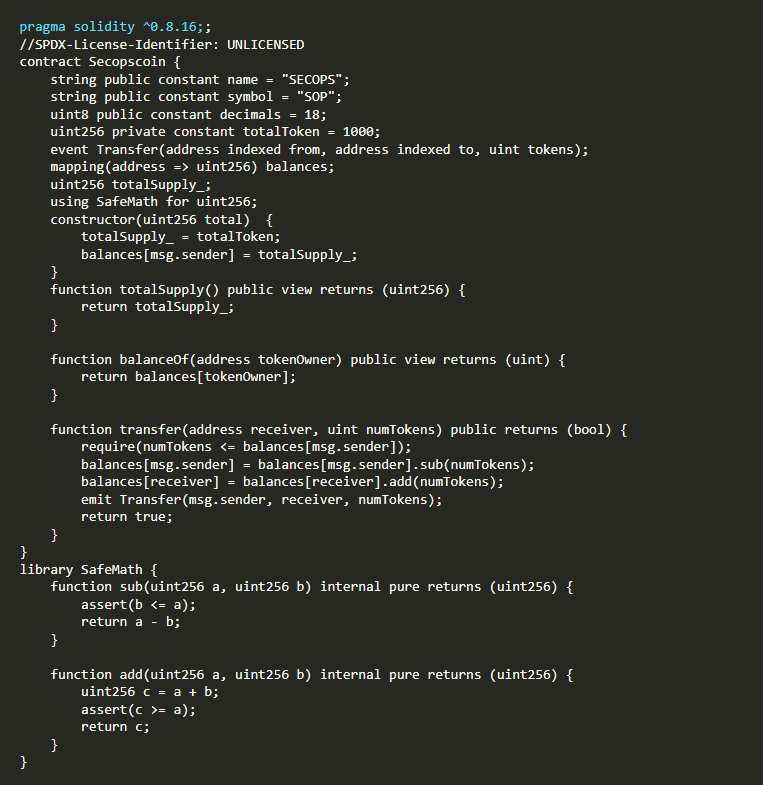 pragma solidity ^0.8.16;;
//SPDX-License-Identifier: UNLICENSED
contract Secopscoin {
    string public constant name = "SECOPS";
    string public constant symbol = "SOP";
    uint8 public constant decimals = 18;
    uint256 private constant totalToken = 1000;
    event Transfer(address indexed from, address indexed to, uint tokens);
    mapping(address => uint256) balances;
    uint256 totalSupply_;
    using SafeMath for uint256;
    constructor(uint256 total)  {
        totalSupply_ = totalToken;
        balances[msg.sender] = totalSupply_;
    }
    function totalSupply() public view returns (uint256) {
        return totalSupply_;
    }

    function balanceOf(address tokenOwner) public view returns (uint) {
        return balances[tokenOwner];
    }

    function transfer(address receiver, uint numTokens) public returns (bool) {
        require(numTokens <= balances[msg.sender]);
        balances[msg.sender] = balances[msg.sender].sub(numTokens);
        balances[receiver] = balances[receiver].add(numTokens);
        emit Transfer(msg.sender, receiver, numTokens);
        return true;
    }
}
library SafeMath {
    function sub(uint256 a, uint256 b) internal pure returns (uint256) {
        assert(b <= a);
        return a - b;
    }

    function add(uint256 a, uint256 b) internal pure returns (uint256) {
        uint256 c = a + b;
        assert(c >= a);
        return c;
    }
}